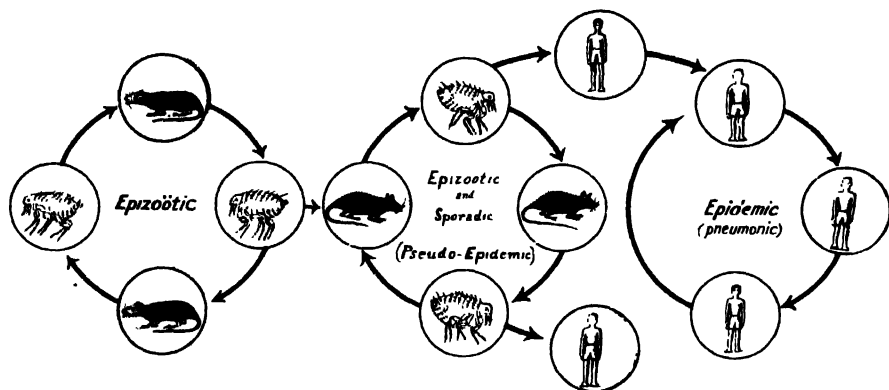 Epizoötic
Epizootic
and
Sporadic
(Pseudo-Epidemic)
Epidemic
(pneumonic)